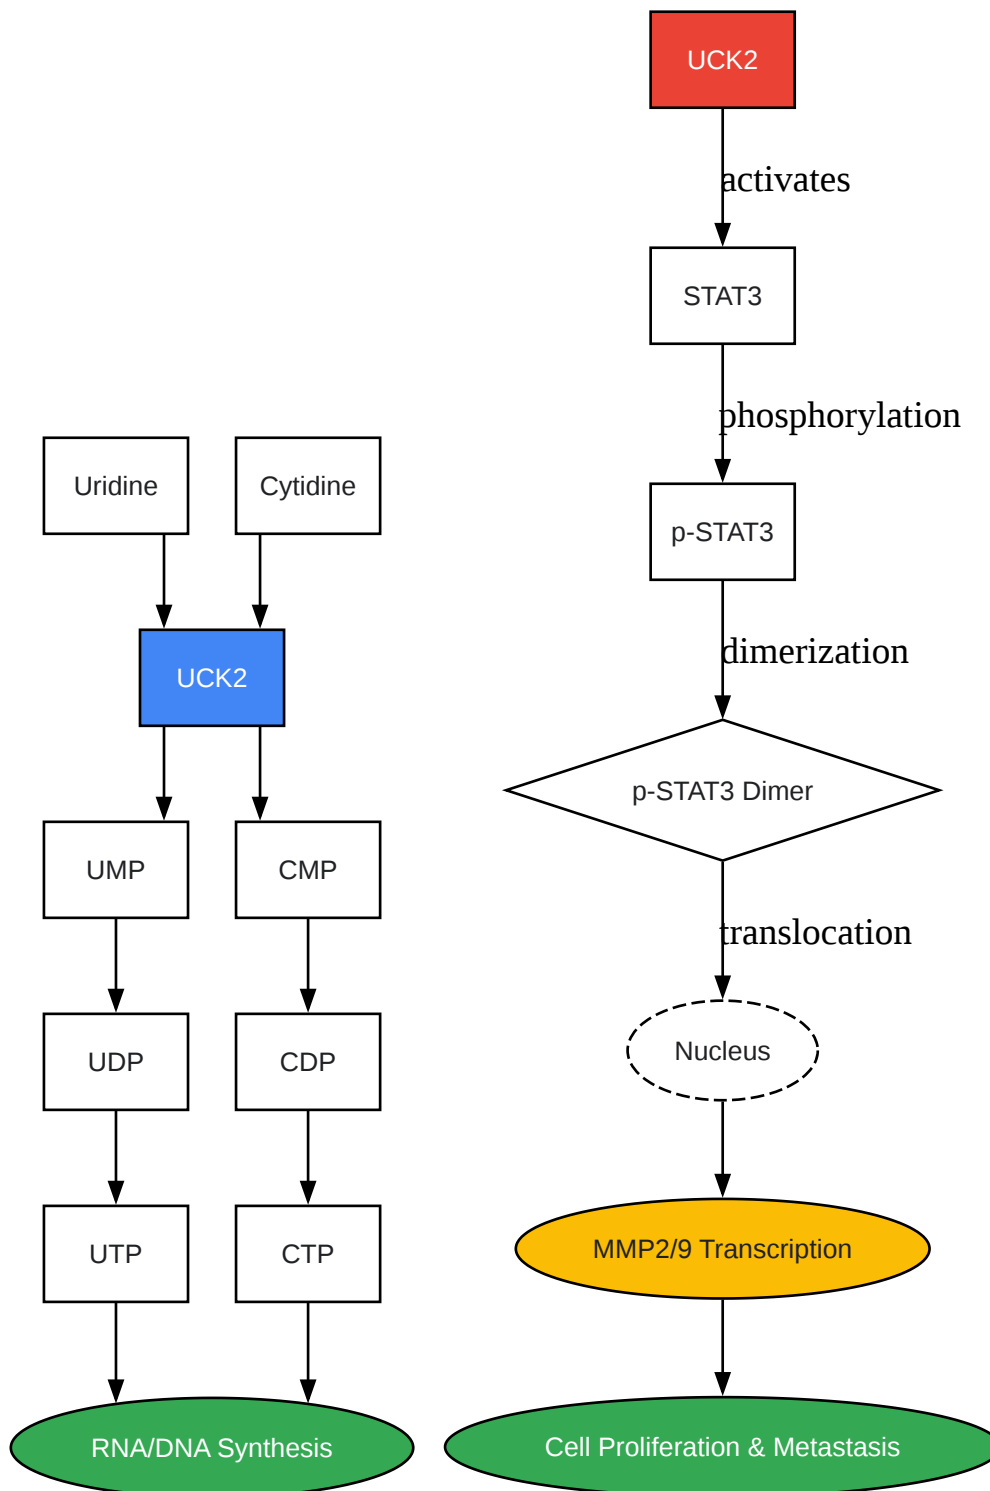 UCK2
activates
STAT3
phosphorylation
p-STAT3
dimerization
p-STAT3 Dimer
translocation
Nucleus
MMP2/9 Transcription
Cell Proliferation & Metastasis
Uridine
Cytidine
UCK2
UMP
CMP
UDP
CDP
UTP
CTP
RNA/DNA Synthesis